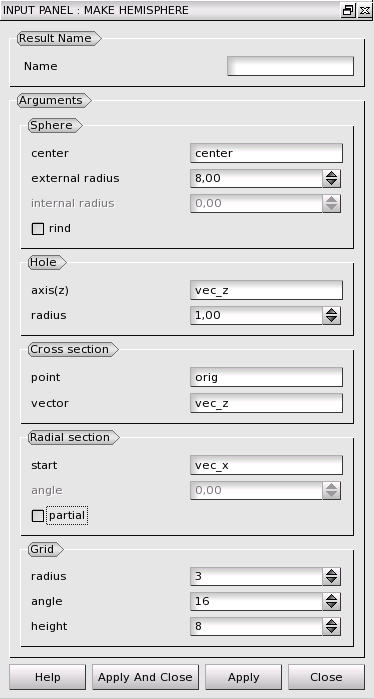 INPUT PANEL : MAKE HEMISPHERE
Result Name
Name
Arguments
Sphere
center center
external radius 8,00
internal radius 0,00
rind
Hole
axis(z) vec_z
radius 1,00
Cross section
point orig
vector vec_z
Radial section
start vec_x
angle 0,00
partial
Grid
radius 3
angle 16
height 8
Help Apply And Close Apply Close